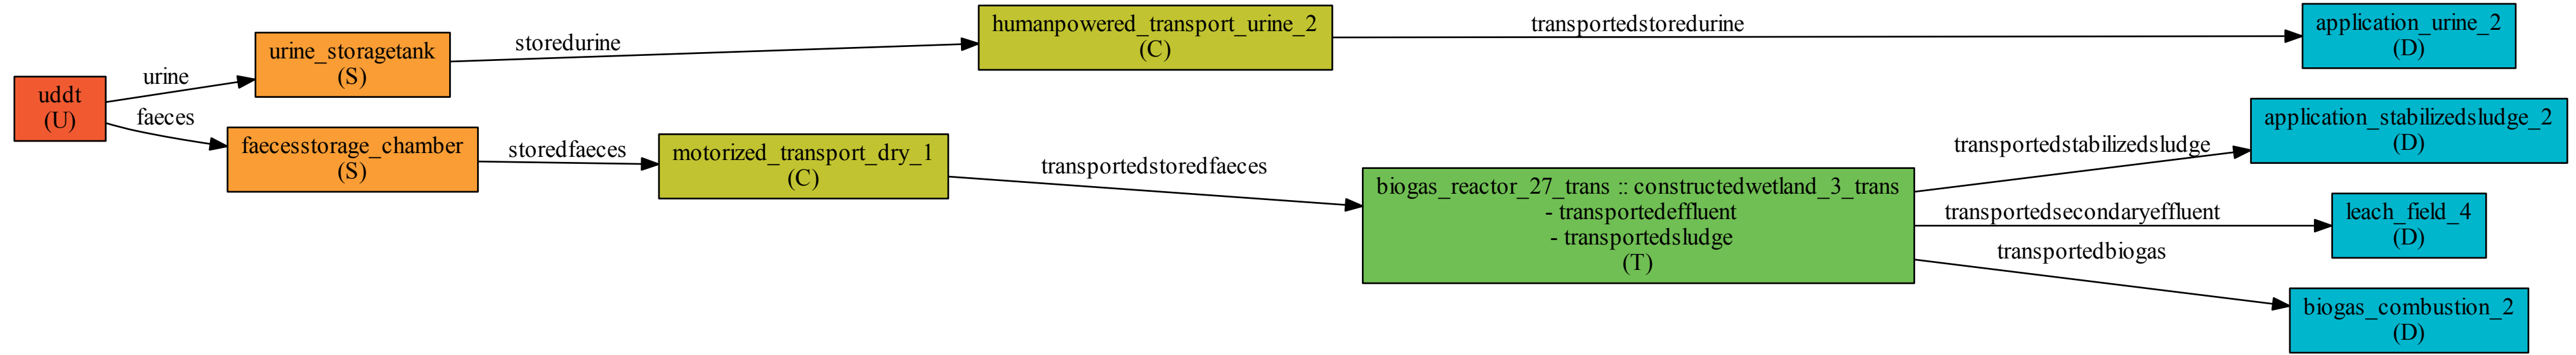 uddt
(U)
urine
faeces
urine_storagetank
(S)
faecesstorage_chamber
(S)
storedurine
storedfaeces
humanpowered_transport_urine_2
(C)
motorized_transport_dry_1
(C)
transportedstoredurine
transportedstoredfaeces
biogas_reactor_27_trans :: constructedwetland_3_trans
- transportedeffluent
- transportedsludge
(T)
transportedstabilizedsludge
transportedsecondaryeffluent
transportedbiogas
application_urine_2
(D)
application_stabilizedsludge_2
(D)
leach_field_4
(D)
biogas_combustion_2
(D)